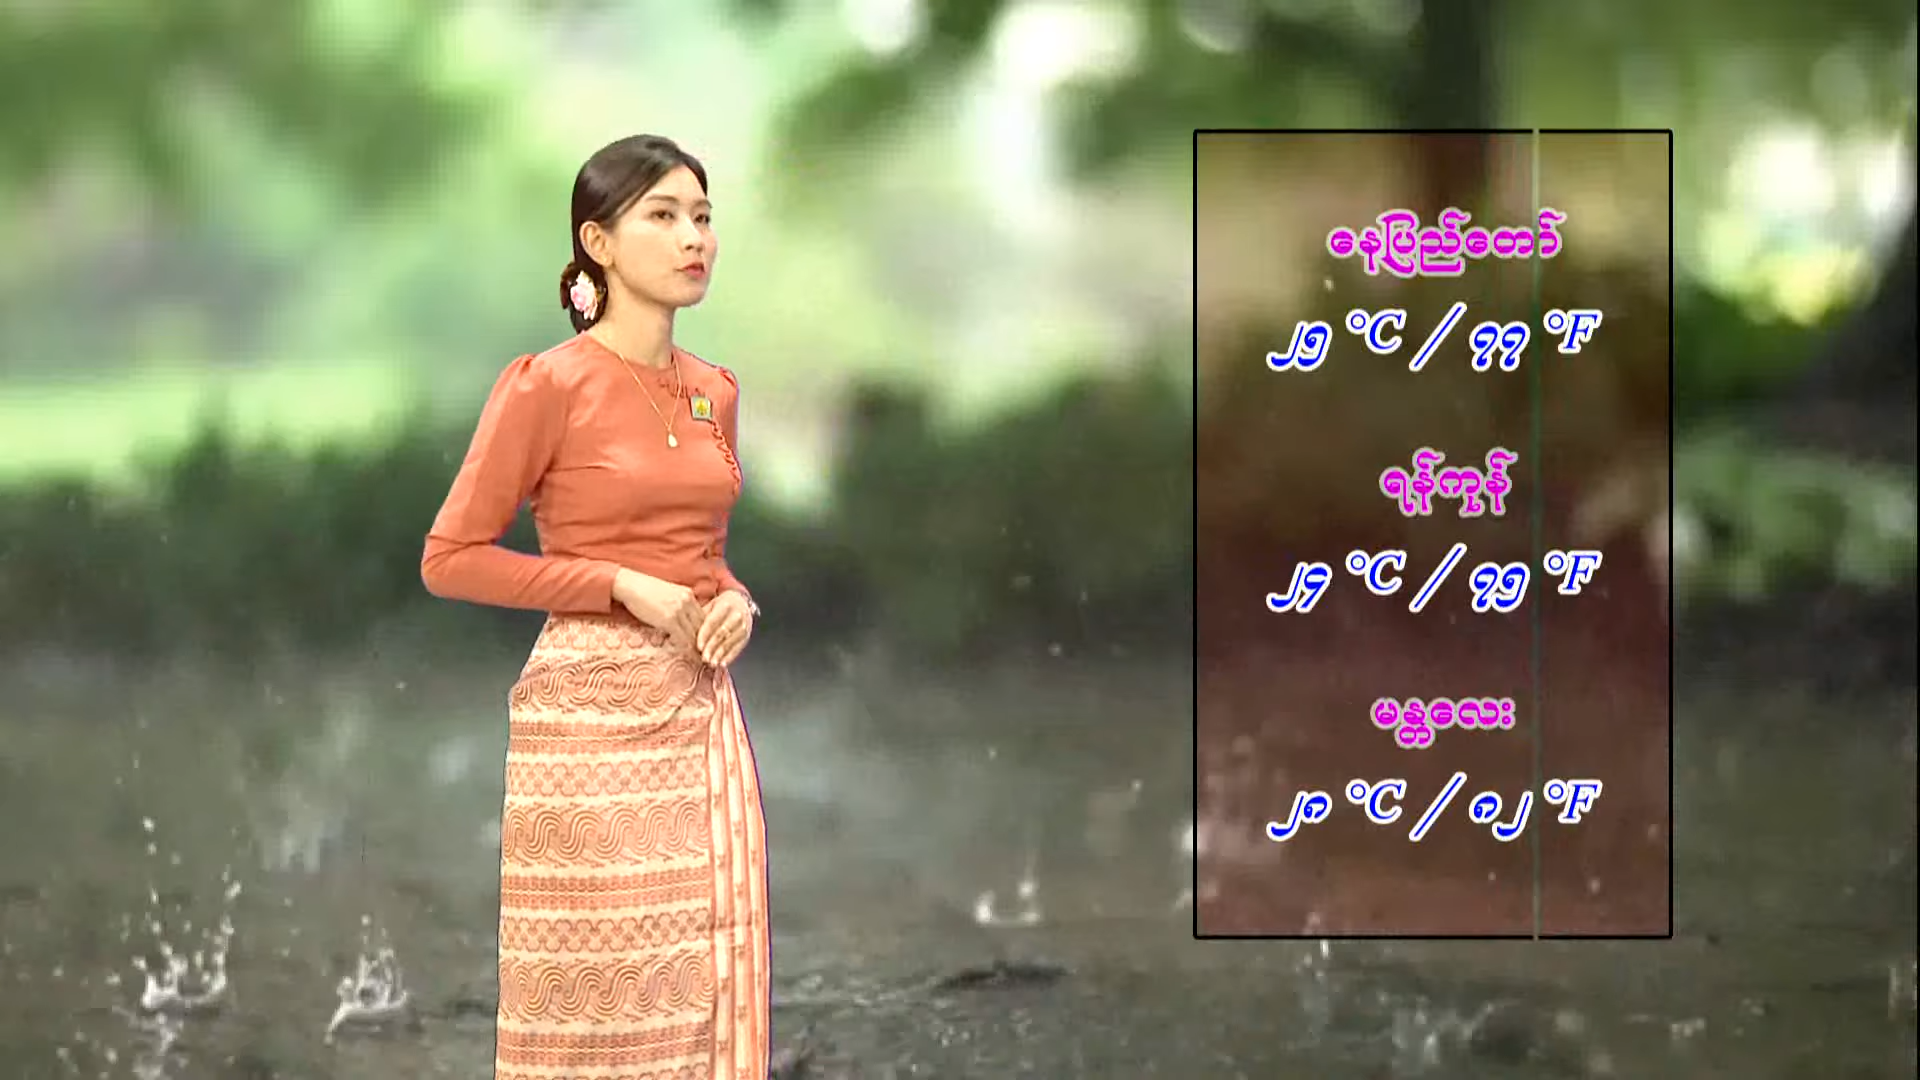 နေပြည်တော်
၂၅ °C / ၇၇ °F
ရန်ကုန်
၂၄ °C / ၇၅ °F
မန္တလေး
၂၈ °C / ၈၂ °F